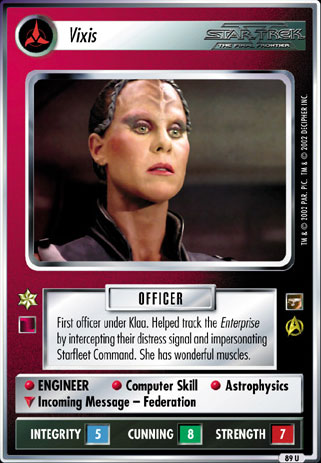 Vixis
STAR TREK
THE FINAL FRONTIER
TM & © 2002 PAR. PIC. TM & © 2002 DECIPHER INC.
OFFICER
First officer under Klaa. Helped track the Enterprise
by intercepting their distress signal and impersonating
Starfleet Command. She has wonderful muscles.
ENGINEER Computer Skill Astrophysics
Incoming Message – Federation
INTEGRITY 5 CUNNING 8 STRENGTH 7
89 U